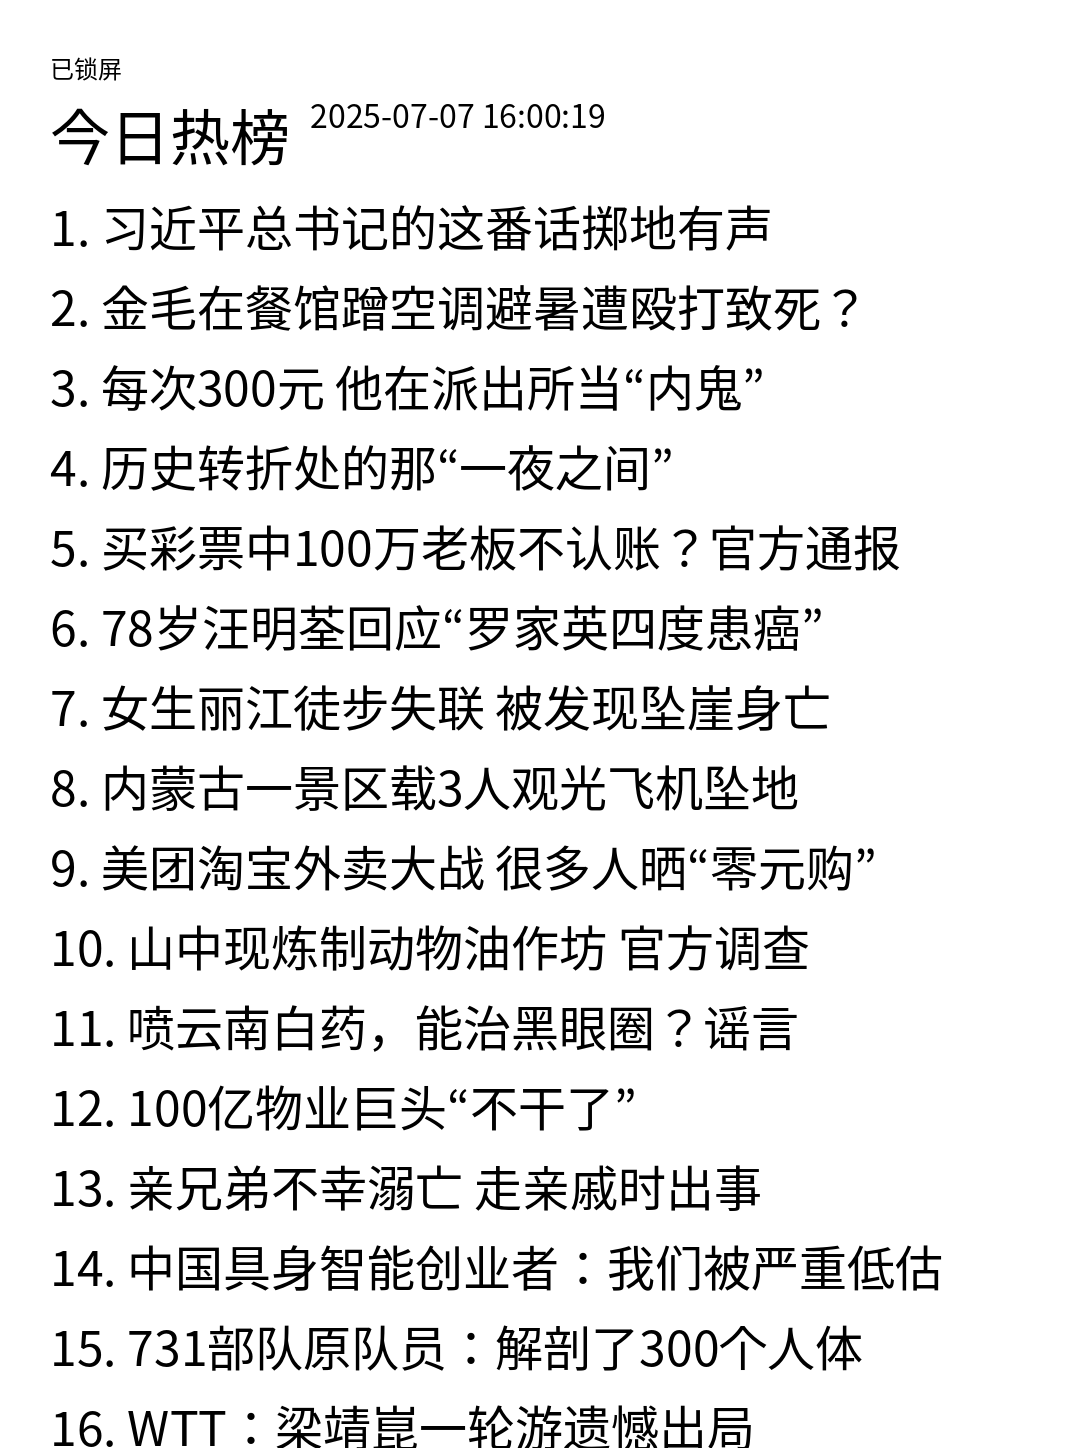 已锁屏
今日热榜 2025-07-07 16:00:19
1. 习近平总书记的这番话掷地有声
2. 金毛在餐馆蹭空调避暑遭殴打致死？
3. 每次300元 他在派出所当“内鬼”
4. 历史转折处的那“一夜之间”
5. 买彩票中100万老板不认账？官方通报
6. 78岁汪明荃回应“罗家英四度患癌”
7. 女生丽江徒步失联 被发现坠崖身亡
8. 内蒙古一景区载3人观光飞机坠地
9. 美团淘宝外卖大战 很多人晒“零元购”
10. 山中现炼制动物油作坊 官方调查
11. 喷云南白药，能治黑眼圈？谣言
12. 100亿物业巨头“不干了”
13. 亲兄弟不幸溺亡 走亲戚时出事
14. 中国具身智能创业者：我们被严重低估
15. 731部队原队员：解剖了300个人体
16. WTT：梁靖崑一轮游遗憾出局